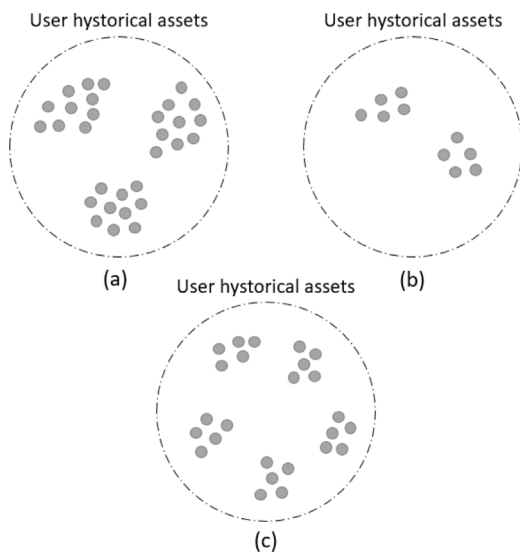 User hystorical assets
User hystorical assets
(a)
(b)
User hystorical assets
(c)